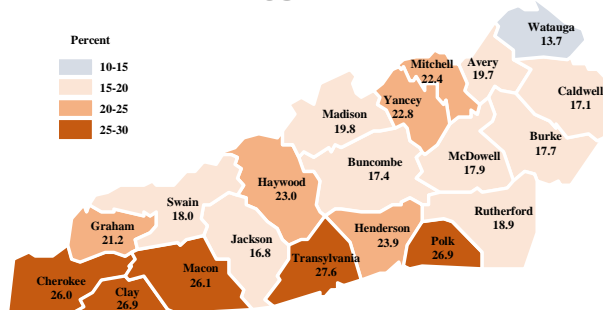 Percent
10-15
15-20
20-25
25-30
Watauga
13.7
Mitchell
22.4
Avery
19.7
Caldwell
17.1
Yancey
22.8
Madison
19.8
Burke
17.7
McDowell
17.9
Buncombe
17.4
Haywood
23.0
Swain
18.0
Rutherford
18.9
Graham
21.2
Jackson
16.8
Henderson
23.9
Polk
26.9
Transylvania
27.6
Macon
26.1
Cherokee
26.0
Clay
26.9